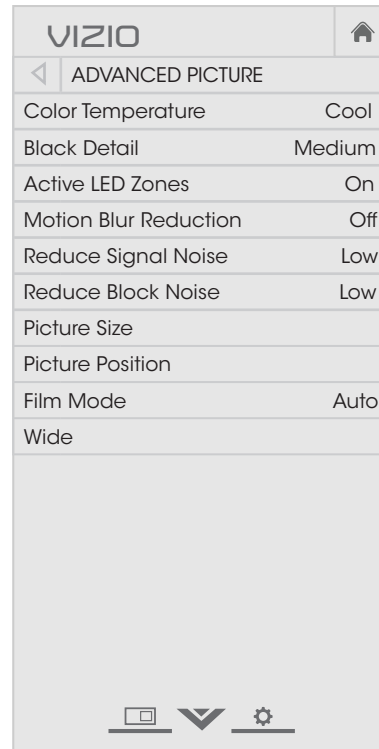 VIZIO
ADVANCED PICTURE
Color Temperature Cool
Black Detail Medium
Active LED Zones On
Motion Blur Reduction Off
Reduce Signal Noise Low
Reduce Block Noise Low
Picture Size
Picture Position
Film Mode Auto
Wide